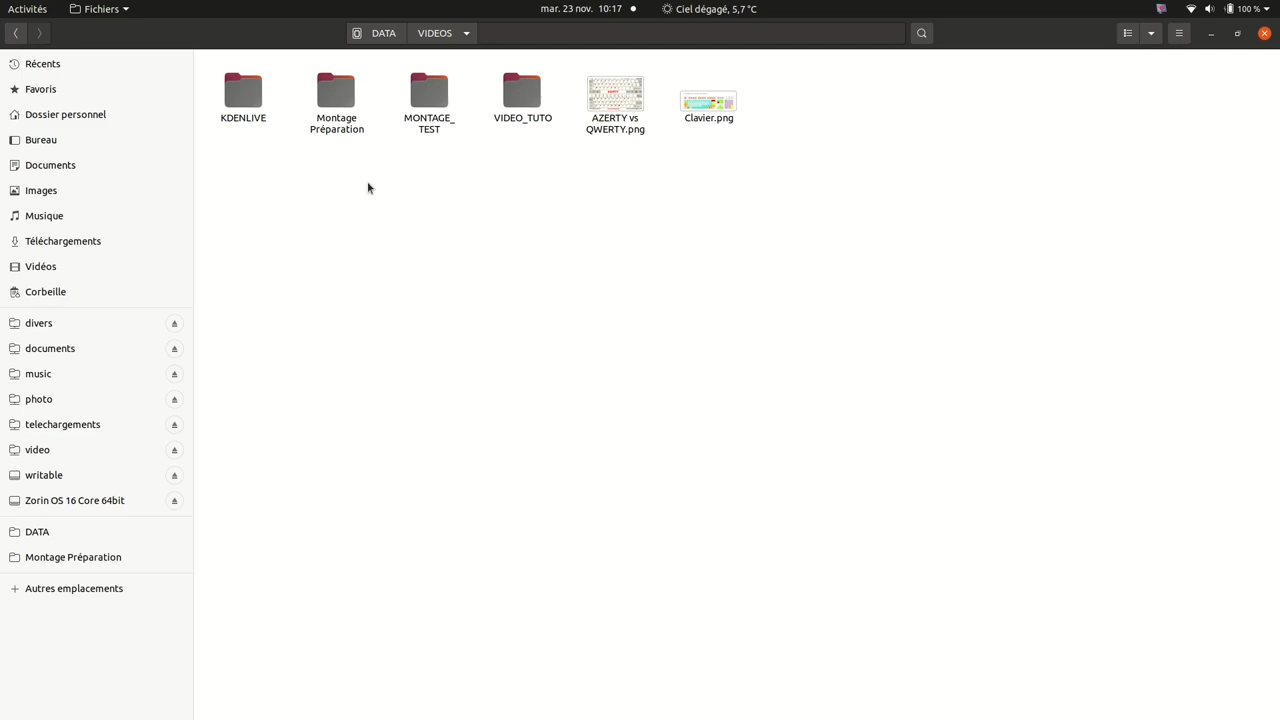 Activités
Fichiers
mar. 23 nov. 10:17
Ciel dégagé, 5,7 °C
100 %
DATA
VIDEOS
Récents
Favoris
Dossier personnel
Bureau
Documents
Images
Musique
Téléchargements
Vidéos
Corbeille
divers
documents
music
photo
telechargements
video
writable
Zorin OS 16 Core 64bit
DATA
Montage Préparation
Autres emplacements
KDENLIVE
Montage
Préparation
MONTAGE_
TEST
VIDEO_TUTO
AZERTY vs
QWERTY.png
Clavier.png